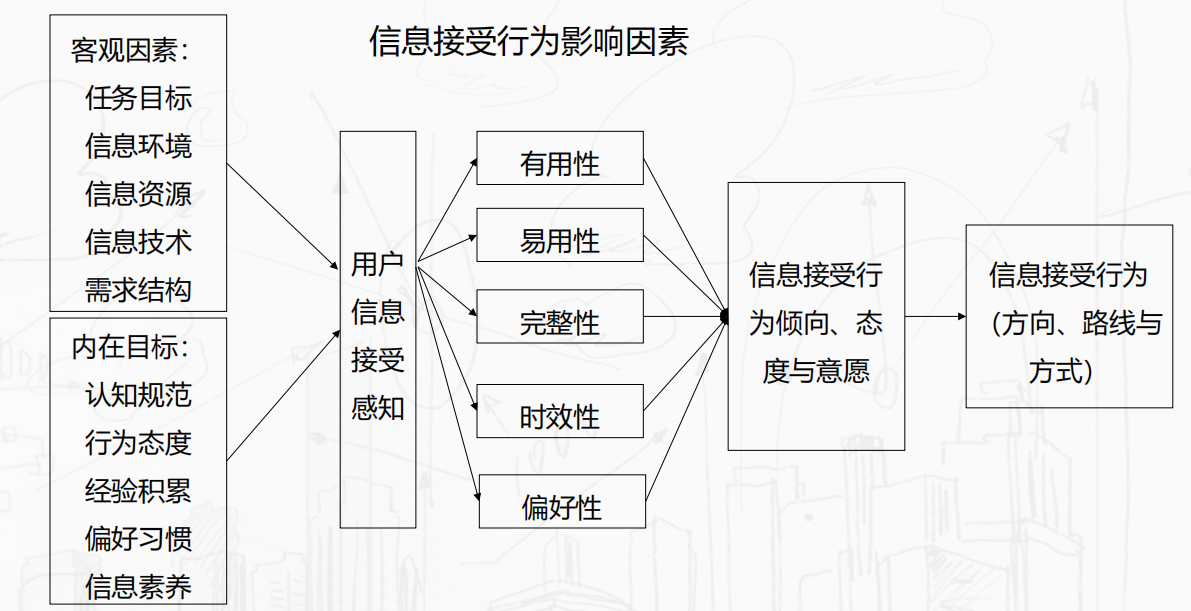 信息接受行为影响因素
客观因素：
任务目标
信息环境
信息资源
信息技术
需求结构
内在目标：
认知规范
行为态度
经验积累
偏好习惯
信息素养
用户
信息
接受
感知
有用性
易用性
完整性
时效性
偏好性
信息接受行
为倾向、态
度与意愿
信息接受行为
（方向、路线与
方式）